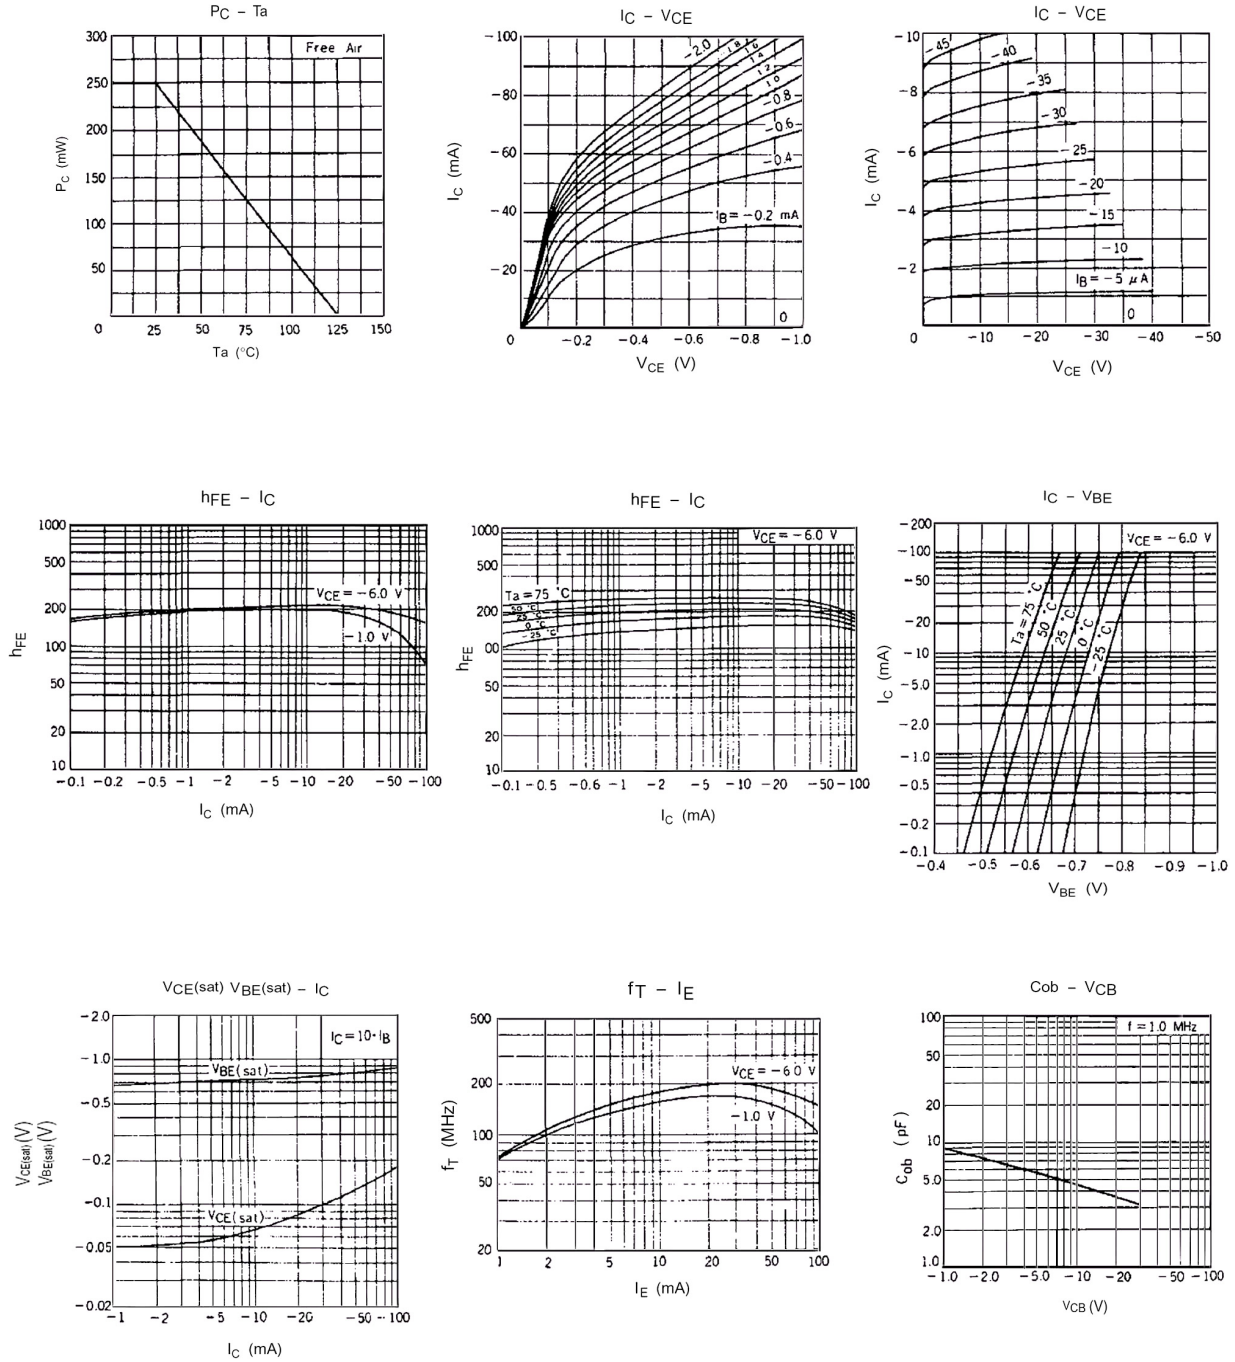 PC – Ta
300
Free Air
250
200
150
100
50
0
25 50 75 100 125 150
PC (mW)
Ta (°C)
IC – VCE
–100
–80
–60
–40
–20
0
–0.2 –0.4 –0.6 –0.8 –1.0
–2.0
1.8
1.6
1.4
1.2
1.0
–0.8
–0.6
–0.4
IB = –0.2 mA
0
IC (mA)
VCE (V)
IC – VCE
–10
–8
–6
–4
–2
0
–10 –20 –30 –40 –50
–45
–40
–35
–30
–25
–20
–15
–10
IB = –5 μA
0
IC (mA)
VCE (V)
hFE – IC
1000
500
200
100
50
20
10
–0.1 –0.2 –0.5 –1 –2 –5 –10 –20 –50 –100
VCE = –6.0 V
–1.0 V
hFE
IC (mA)
hFE – IC
1000
500
200
00
50
20
10
–0.1 –0.5 –0.6 –1 –2 –5 –10 –20 –50 –100
VCE = –6.0 V
Ta = 75 °C
50 °C
25 °C
0 °C
–25 °C
hFE
IC (mA)
IC – VBE
–200
–100
–50
–20
–10
–5.0
–2.0
–1.0
–0.5
–0.2
–0.1
–0.4 –0.5 –0.6 –0.7 –0.8 –0.9 –1.0
VCE = –6.0 V
Ta = 75 °C
50 °C
25 °C
0 °C
–25 °C
IC (mA)
VBE (V)
VCE(sat) VBE(sat) – IC
–2.0
–1.0
–0.5
–0.2
–0.1
–0.05
–0.02
–1 –2 –5 –10 –20 –50 –100
IC = 10·IB
VBE(sat)
VCE(sat)
VCE(sat) (V)
VBE(sat) (V)
IC (mA)
fT – IE
500
200
100
50
20
1 2 5 10 20 50 100
VCE = –6.0 V
–1.0 V
fT (MHz)
IE (mA)
Cob – VCB
100
50
20
10
5.0
2.0
1.0
–1.0 –2.0 –5.0 –10 –20 –50 –100
f = 1.0 MHz
Cob (pF)
VCB (V)